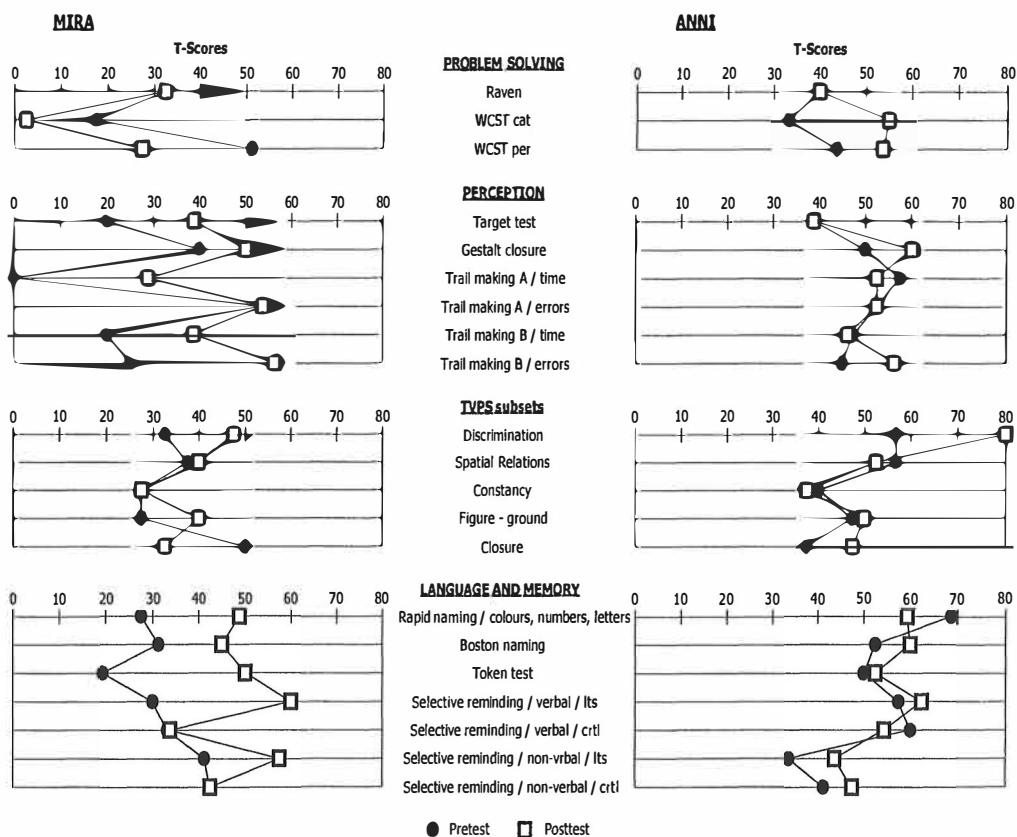 MIRA
ANNI
T-Scores
T-Scores
0 10 20 30 40 50 60 70 80
PROBLEM SOLVING
0 10 20 30 40 50 60 70 80
Raven
WCST cat
WCST per
0 10 20 30 40 50 60 70 80
PERCEPTION
0 10 20 30 40 50 60 70 80
Target test
Gestalt closure
Trail making A / time
Trail making A / errors
Trail making B / time
Trail making B / errors
0 10 20 30 40 50 60 70 80
TVPS subsets
0 10 20 30 40 50 60 70 80
Discrimination
Spatial Relations
Constancy
Figure - ground
Closure
0 10 20 30 40 50 60 70 80
LANGUAGE AND MEMORY
0 10 20 30 40 50 60 70 80
Rapid naming / colours, numbers, letters
Boston naming
Token test
Selective reminding / verbal / lts
Selective reminding / verbal / crtl
Selective reminding / non-vrbal / lts
Selective reminding / non-verbal / crtl
Pretest Posttest